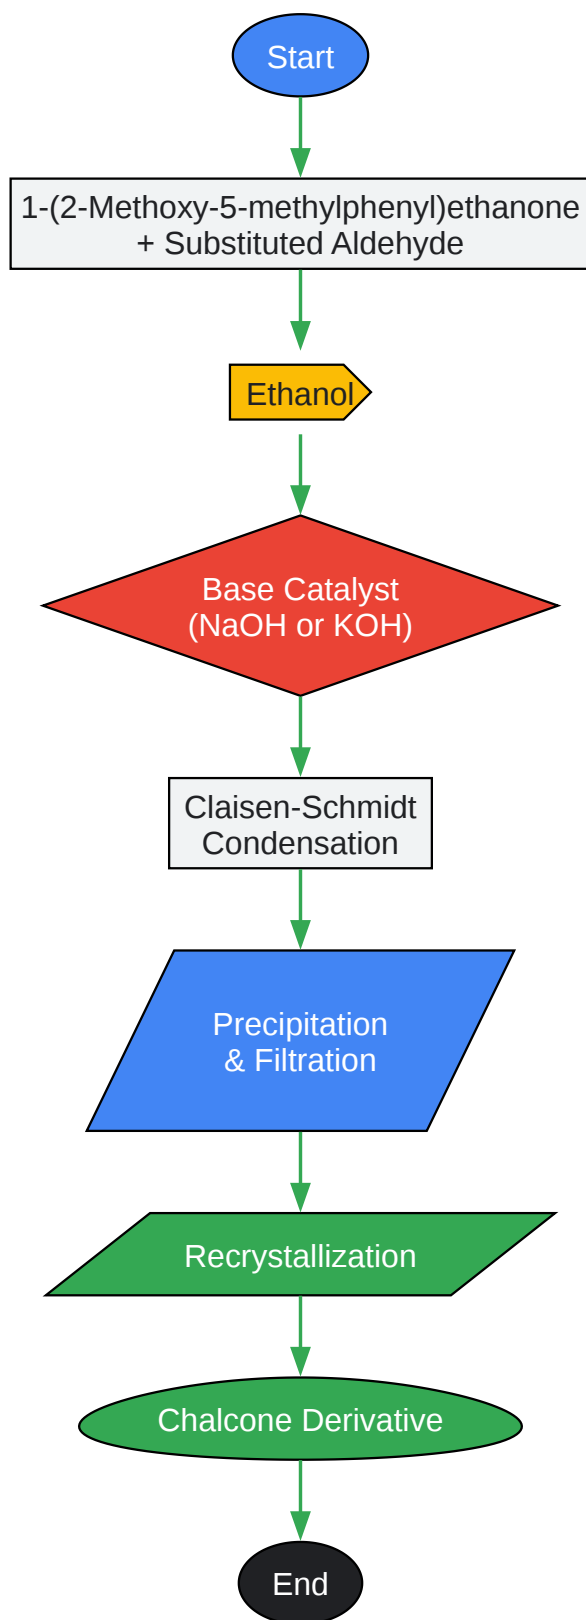 Start
1-(2-Methoxy-5-methylphenyl)ethanone
+ Substituted Aldehyde
Ethanol
Base Catalyst
(NaOH or KOH)
Claisen-Schmidt
Condensation
Precipitation
& Filtration
Recrystallization
Chalcone Derivative
End